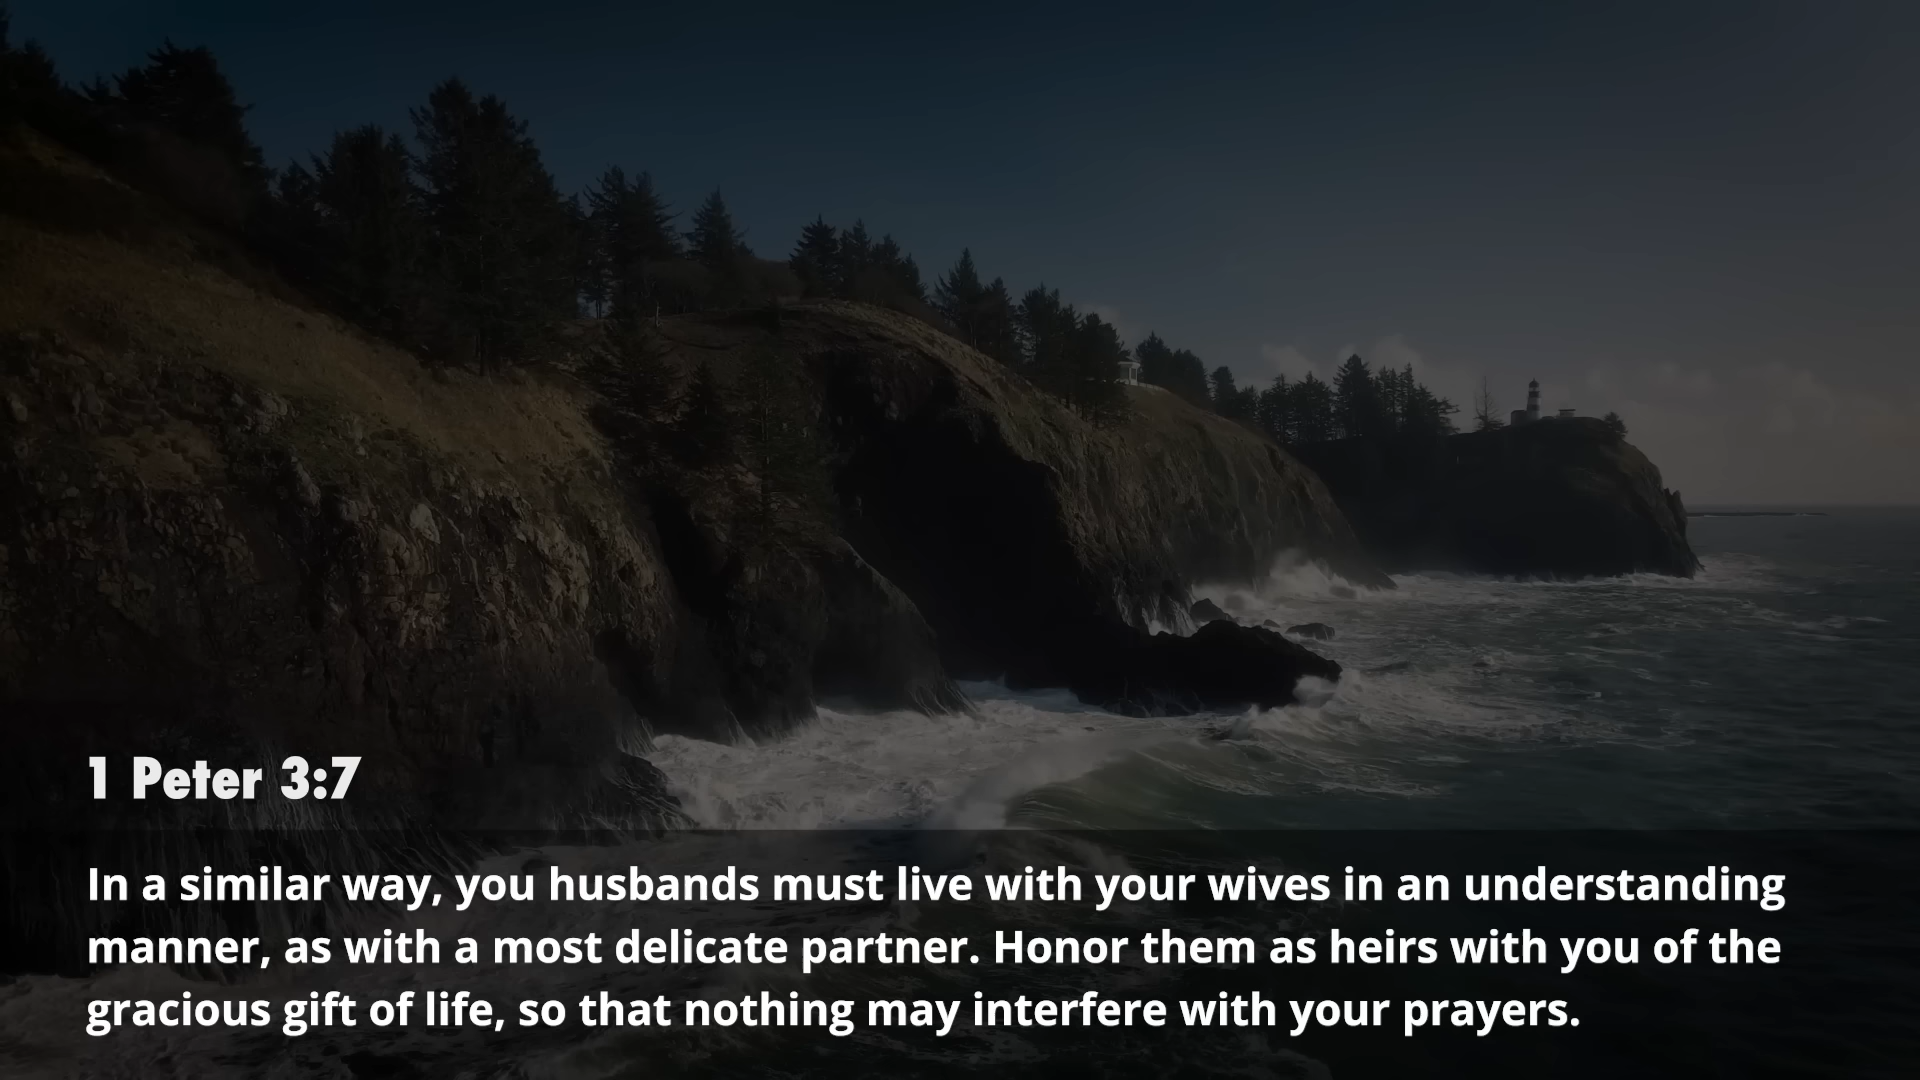 1 Peter 3:7
In a similar way, you husbands must live with your wives in an understanding
manner, as with a most delicate partner. Honor them as heirs with you of the
gracious gift of life, so that nothing may interfere with your prayers.